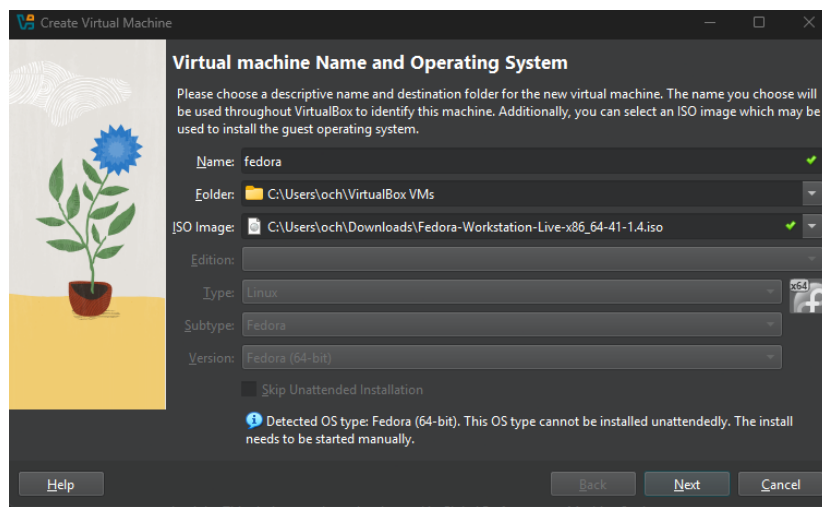 Create Virtual Machine
Virtual machine Name and Operating System
Please choose a descriptive name and destination folder for the new virtual machine. The name you choose will
be used throughout VirtualBox to identify this machine. Additionally, you can select an ISO image which may be
used to install the guest operating system.
Name: fedora
Folder: C:\Users\och\VirtualBox VMs
ISO Image: C:\Users\och\Downloads\Fedora-Workstation-Live-x86_64-41-1.4.iso
Edition:
Type: Linux
x64
Subtype: Fedora
Version: Fedora (64-bit)
Skip Unattended Installation
Detected OS type: Fedora (64-bit). This OS type cannot be installed unattendedly. The install
needs to be started manually.
Help Back Next Cancel